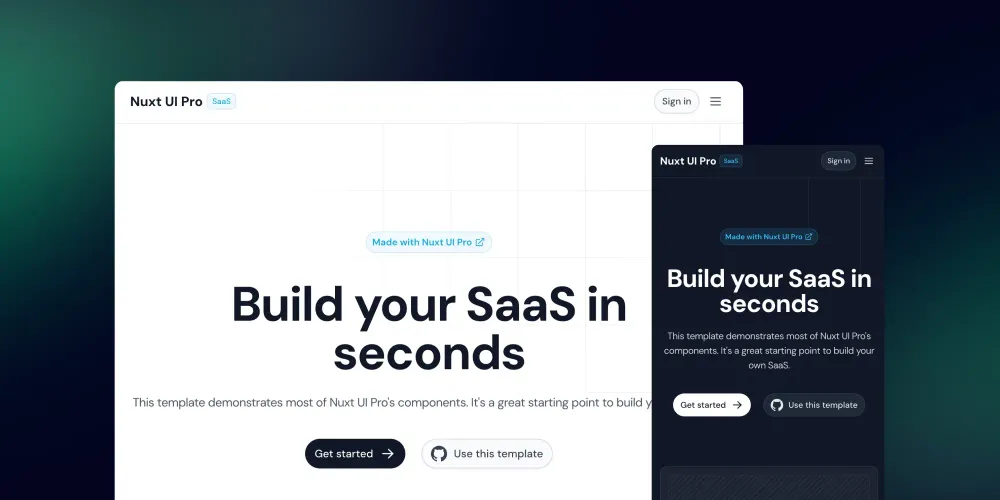 Nuxt UI Pro SaaS
Sign in
Made with Nuxt UI Pro
Build your SaaS in
seconds
This template demonstrates most of Nuxt UI Pro's components. It's a great starting point to build
Get started
Use this template
Nuxt UI Pro SaaS
Sign in
Made with Nuxt UI Pro
Build your SaaS in
seconds
This template demonstrates most of Nuxt UI Pro's
components. It's a great starting point to build your
own SaaS.
Get started
Use this template